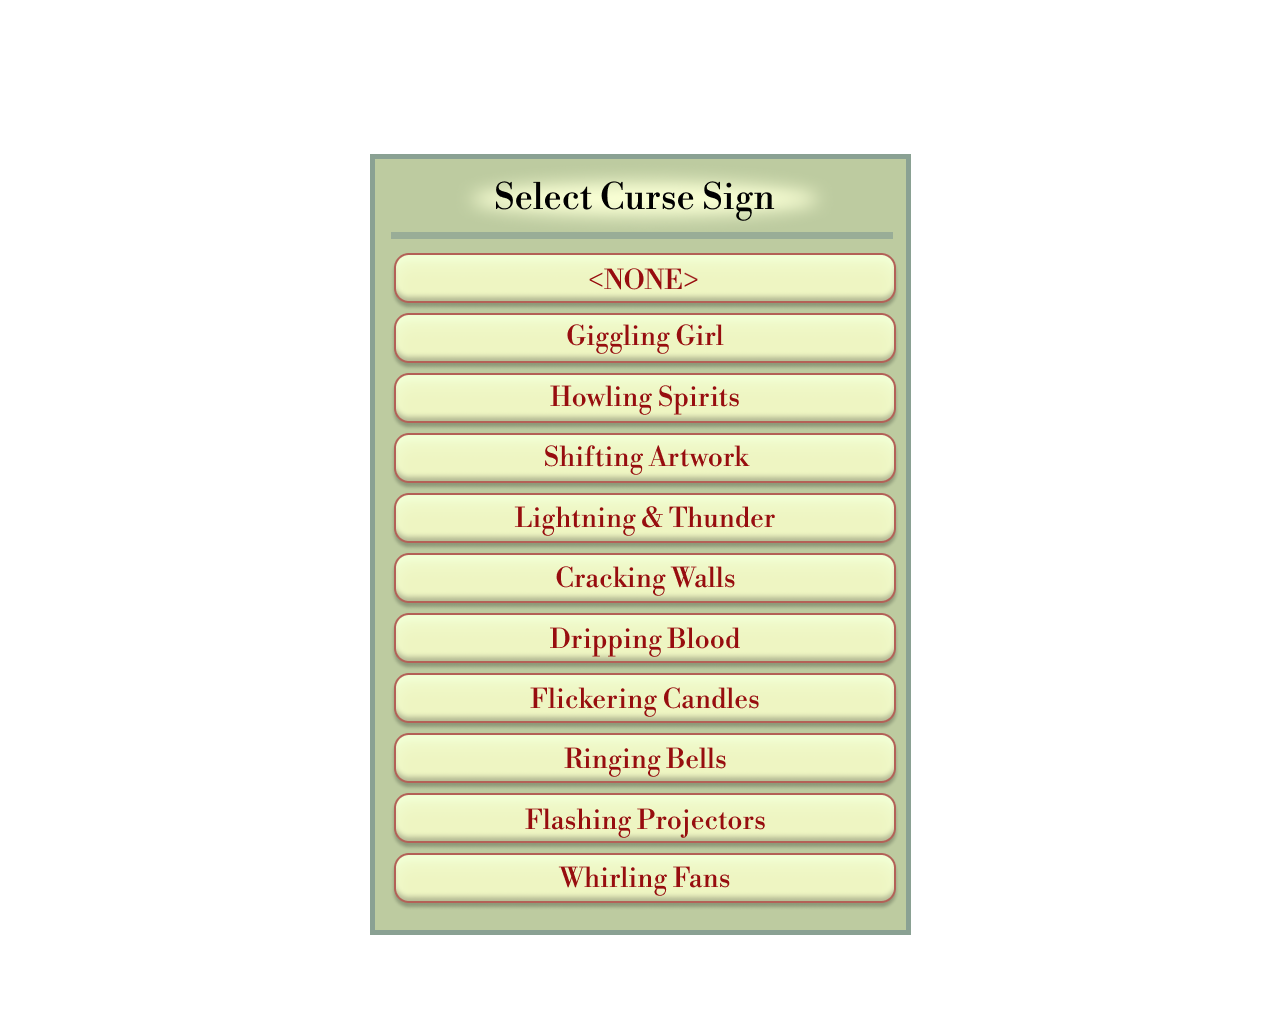 Select Curse Sign
<NONE>
Giggling Girl
Howling Spirits
Shifting Artwork
Lightning & Thunder
Cracking Walls
Dripping Blood
Flickering Candles
Ringing Bells
Flashing Projectors
Whirling Fans